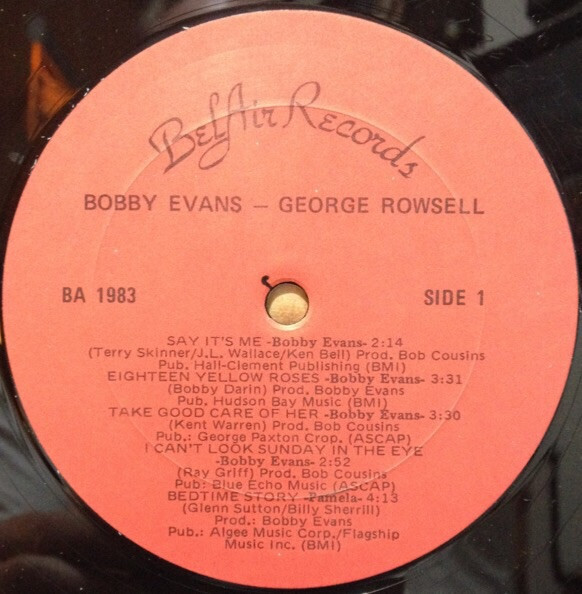 BelAir Records
BOBBY EVANS — GEORGE ROWSELL
BA 1983 SIDE 1
SAY IT'S ME -Bobby Evans- 2:14
(Terry Skinner/J.L. Wallace/Ken Bell) Prod. Bob Cousins
Pub. Hall-Clement Publishing (BMI)
EIGHTEEN YELLOW ROSES -Bobby Evans- 3:31
(Bobby Darin) Prod. Bobby Evans
Pub. Hudson Bay Music (BMI)
TAKE GOOD CARE OF HER -Bobby Evans- 3:30
(Kent Warren) Prod. Bob Cousins
Pub.: George Paxton Crop. (ASCAP)
I CAN'T LOOK SUNDAY IN THE EYE
-Bobby Evans- 2:52
(Ray Griff) Prod. Bob Cousins
Pub: Blue Echo Music (ASCAP)
BEDTIME STORY -Pamela- 4:13
(Glenn Sutton/Billy Sherrill)
Prod.: Bobby Evans
Pub.: Algee Music Corp./Flagship
Music Inc. (BMI)